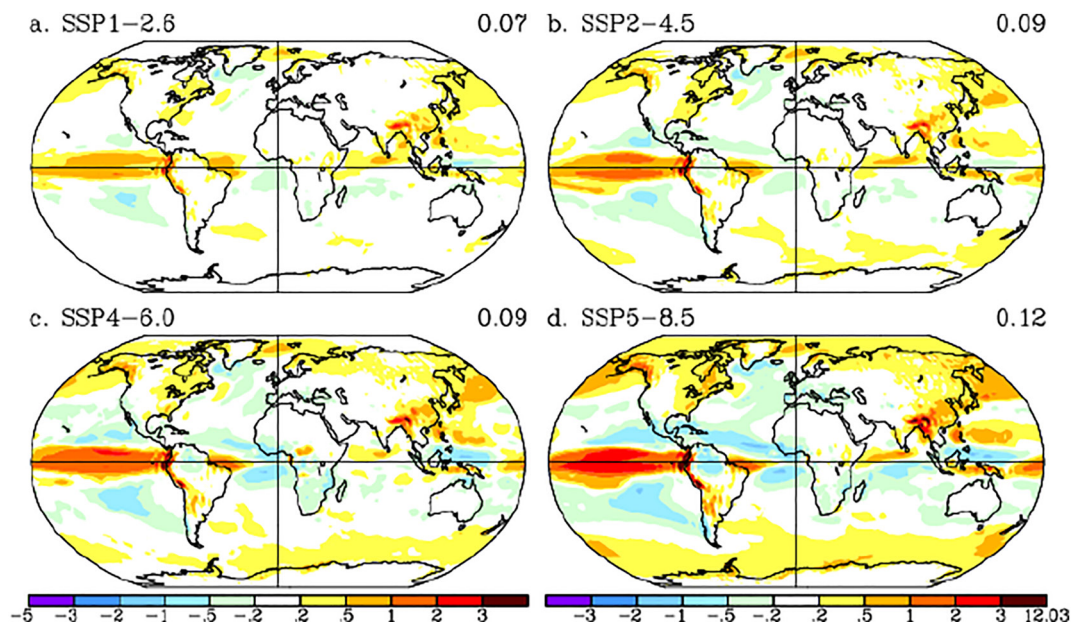 a. SSP1-2.6 0.07
b. SSP2-4.5 0.09
c. SSP4-6.0 0.09
d. SSP5-8.5 0.12
-5 -3 -2 -1 -.5 -.2 .2 .5 1 2 3
-3 -2 -1 -.5 -.2 .2 .5 1 2 3 12.03